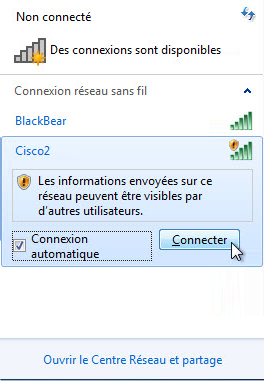 Non connecté
Des connexions sont disponibles
Connexion réseau sans fil
BlackBear
Cisco2
Les informations envoyées sur ce
réseau peuvent être visibles par
d'autres utilisateurs.
Connexion
automatique
Connecter
Ouvrir le Centre Réseau et partage